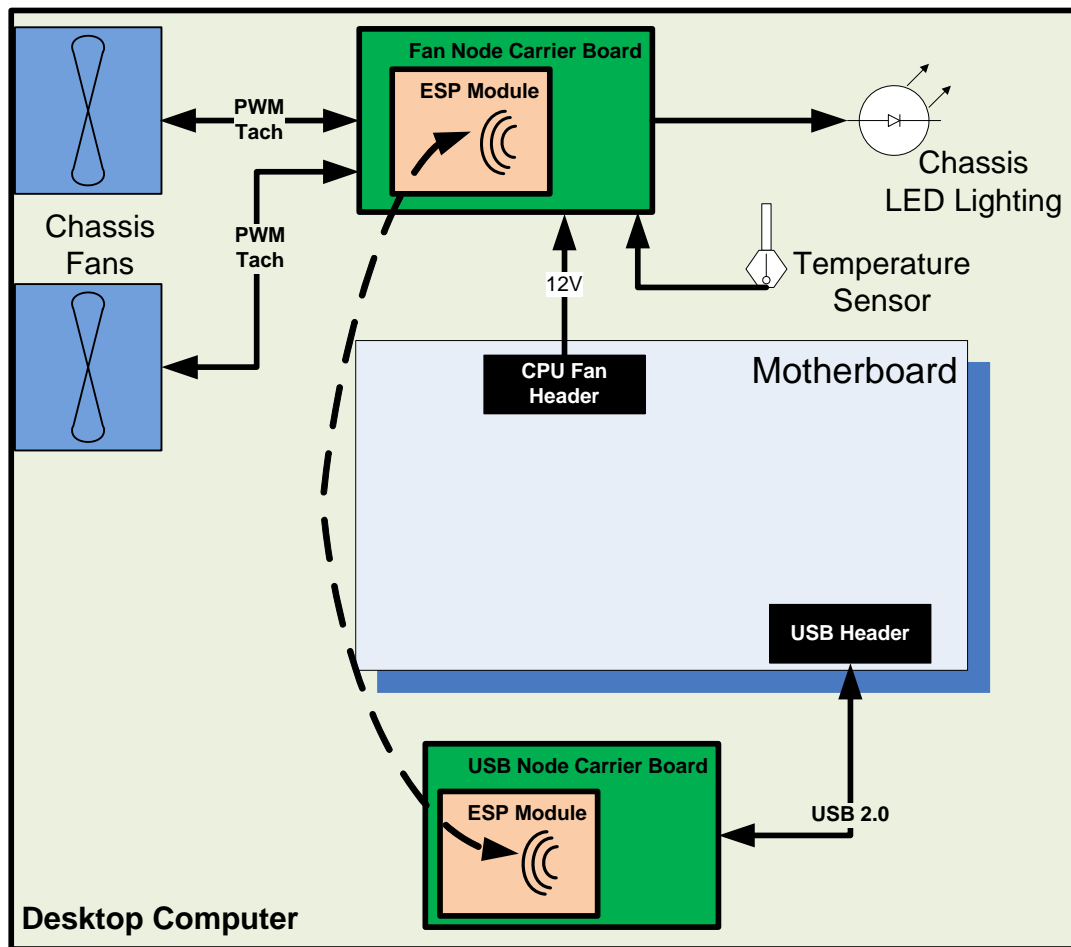 Fan Node Carrier Board
ESP Module
PWM
Tach
Chassis
LED Lighting
Chassis
Fans
PWM
Tach
Temperature
Sensor
12V
CPU Fan
Header
Motherboard
USB Header
USB Node Carrier Board
ESP Module
USB 2.0
Desktop Computer